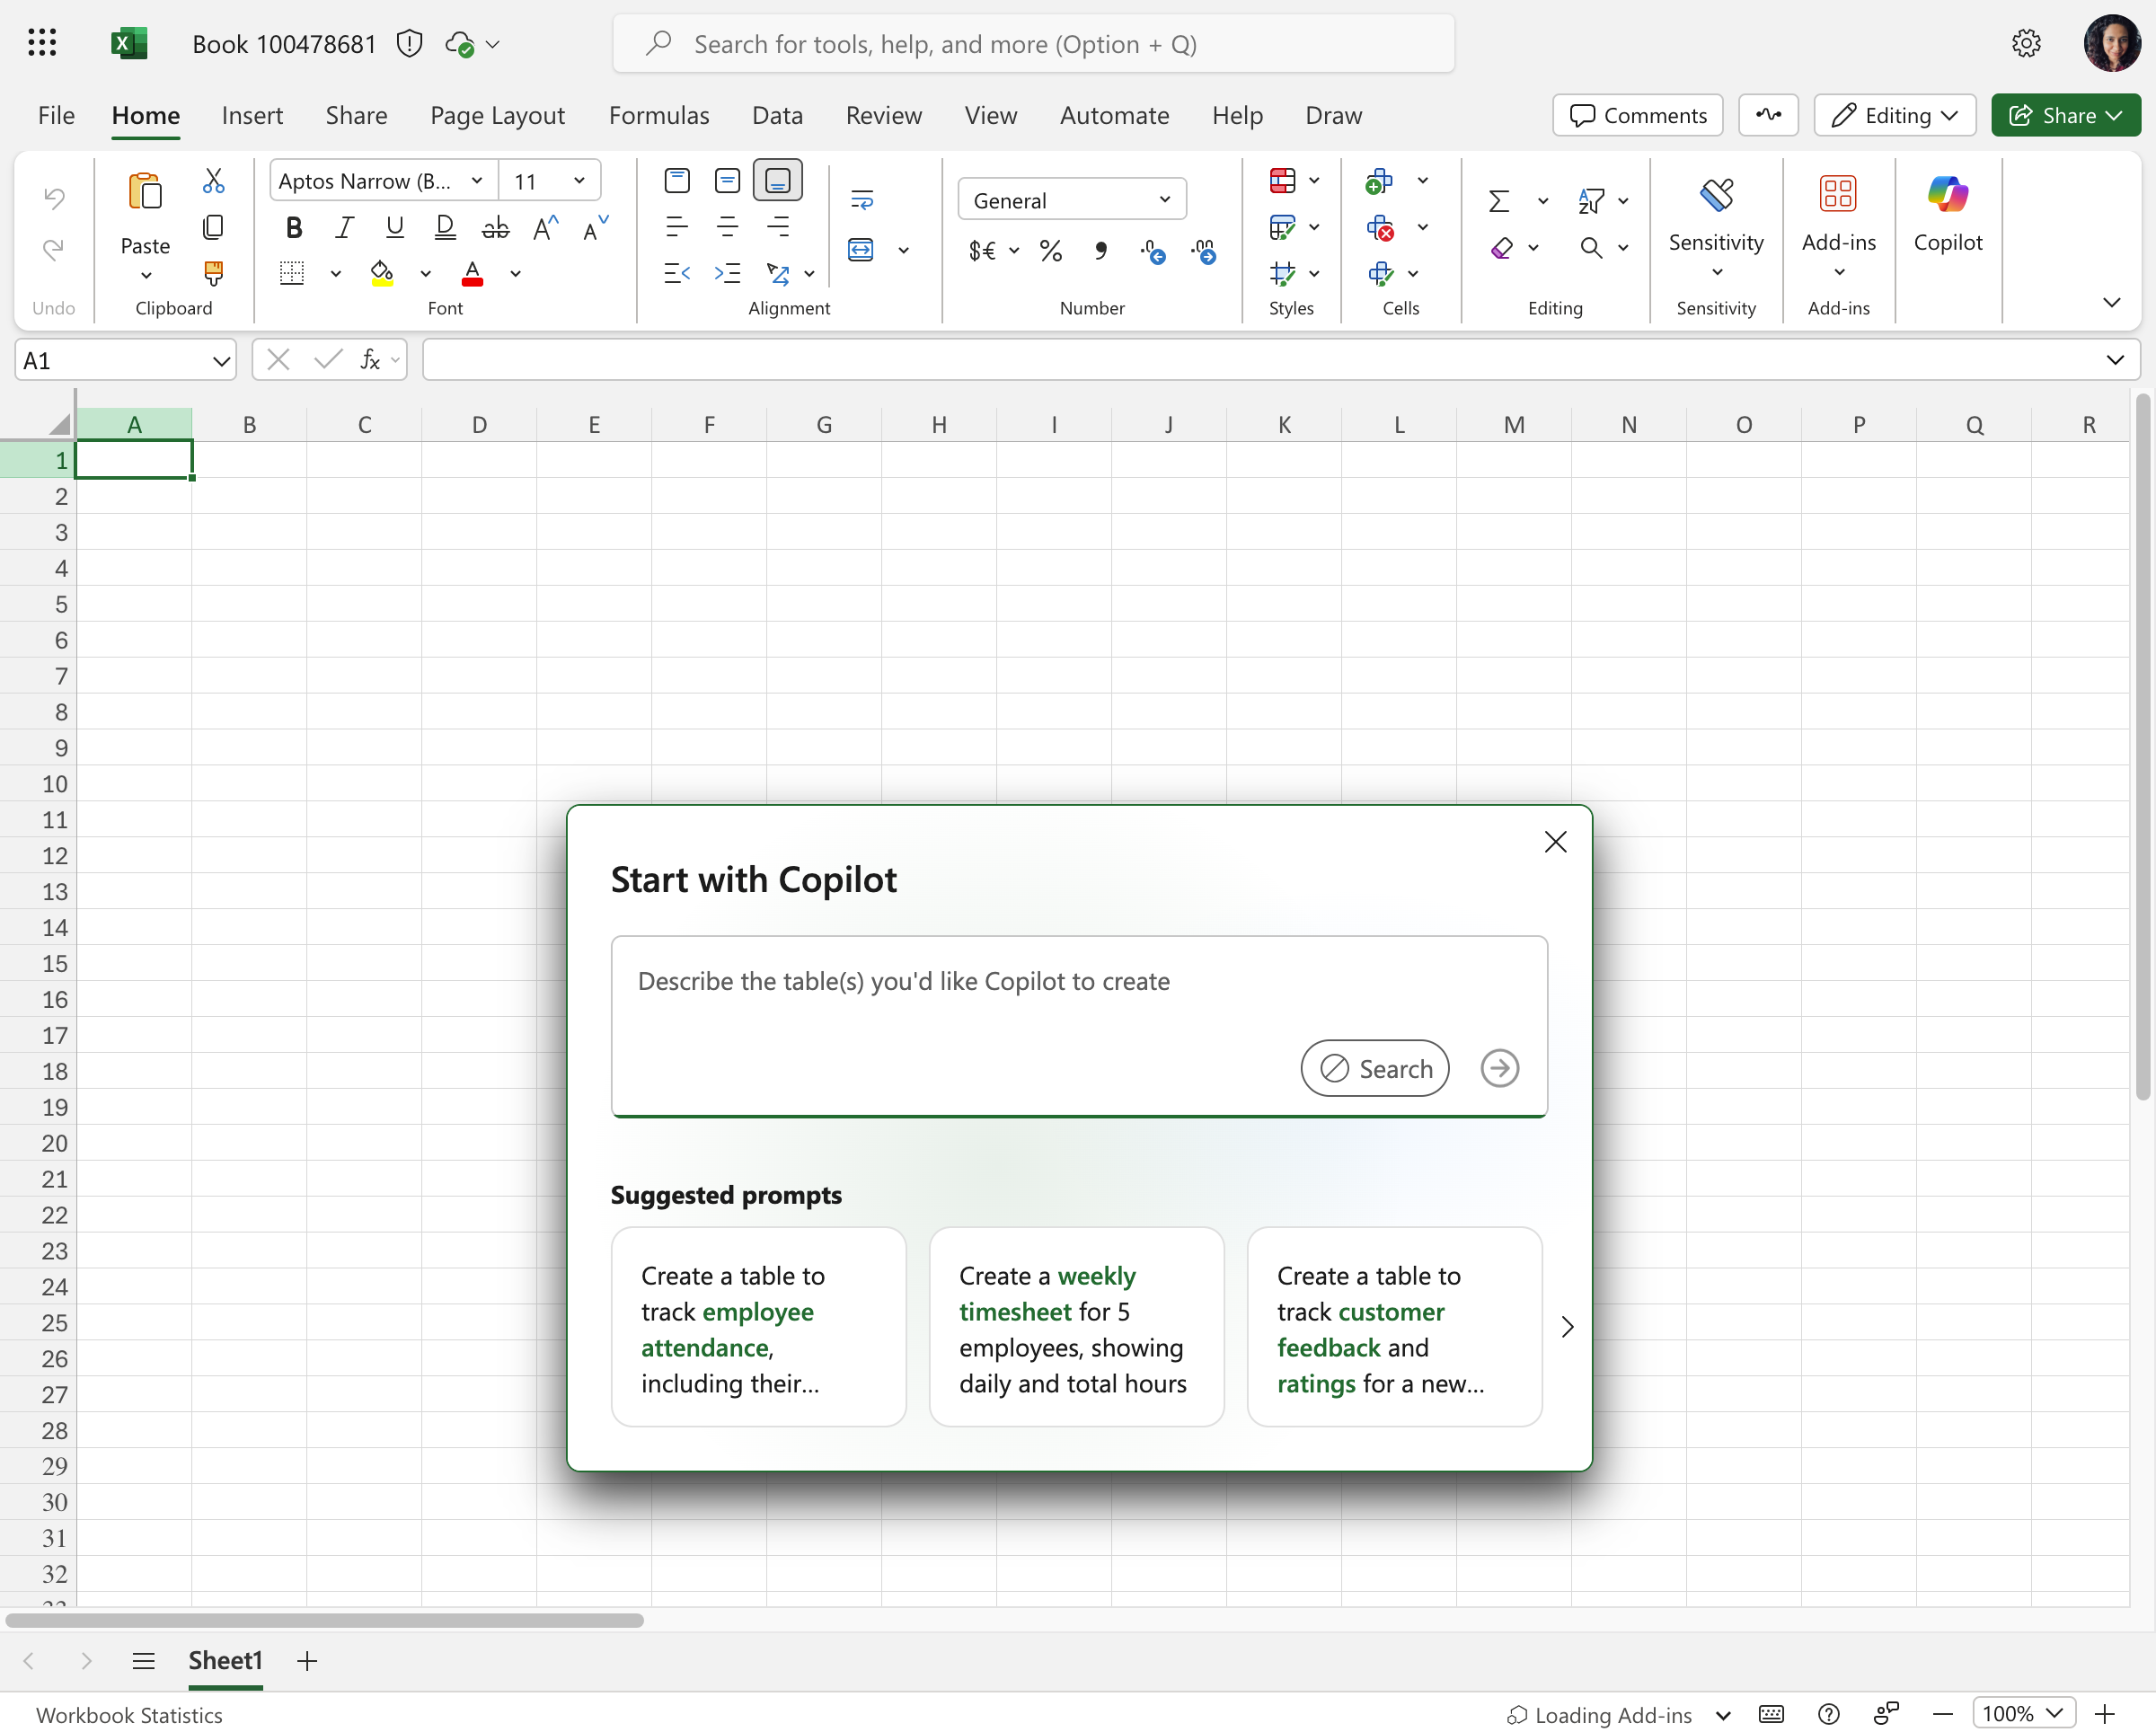 Book 100478681
Search for tools, help, and more (Option + Q)
File Home Insert Share Page Layout Formulas Data Review View Automate Help Draw
Comments Editing Share
Paste
Undo
Clipboard
Aptos Narrow (B... 11
Font
Alignment
General
Number
Styles
Cells
Editing
Sensitivity
Sensitivity
Add-ins
Add-ins
Copilot
A1
A B C D E F G H I J K L M N O P Q R
1
2
3
4
5
6
7
8
9
10
11
12
13
14
15
16
17
18
19
20
21
22
23
24
25
26
27
28
29
30
31
32
Start with Copilot
Describe the table(s) you'd like Copilot to create
Search
Suggested prompts
Create a table to
track employee
attendance,
including their...
Create a weekly
timesheet for 5
employees, showing
daily and total hours
Create a table to
track customer
feedback and
ratings for a new...
Sheet1
Workbook Statistics
Loading Add-ins
100%